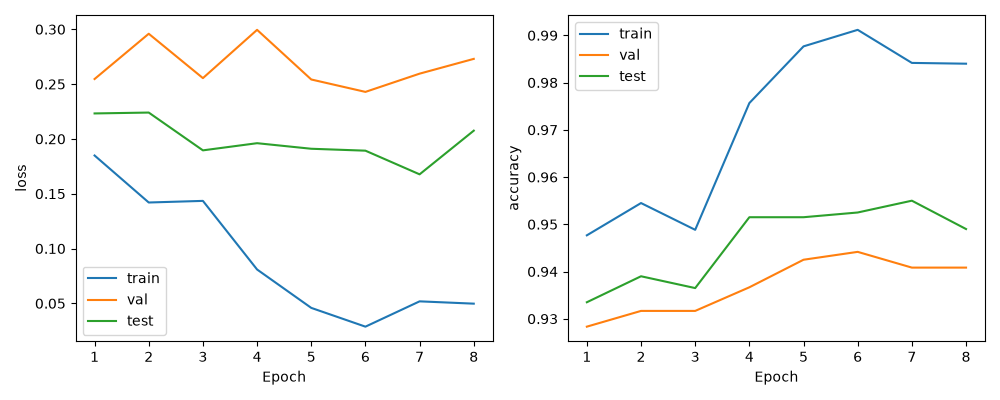 0.30
0.25
0.20
0.15
0.10
0.05
loss
train
val
test
1 2 3 4 5 6 7 8
Epoch
0.99
0.98
0.97
0.96
0.95
0.94
0.93
accuracy
train
val
test
1 2 3 4 5 6 7 8
Epoch